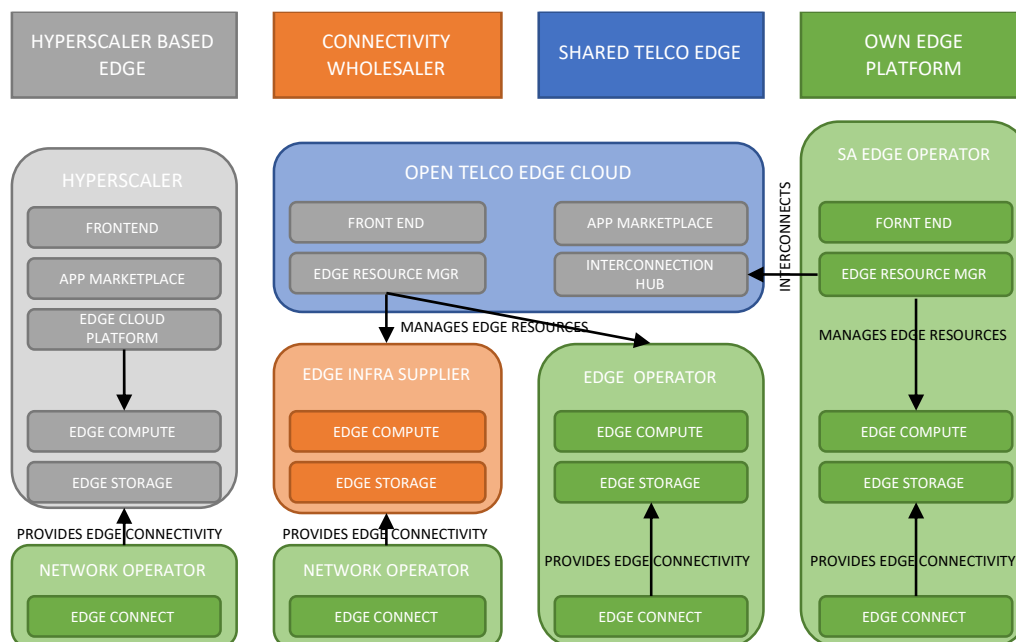 HYPERSCALER BASED
EDGE
CONNECTIVITY
WHOLESALER
SHARED TELCO EDGE
OWN EDGE
PLATFORM
HYPERSCALER
FRONTEND
APP MARKETPLACE
EDGE CLOUD
PLATFORM
EDGE COMPUTE
EDGE STORAGE
PROVIDES EDGE CONNECTIVITY
NETWORK OPERATOR
EDGE CONNECT
OPEN TELCO EDGE CLOUD
FRONT END
EDGE RESOURCE MGR
APP MARKETPLACE
INTERCONNECTION
HUB
INTERCONNECTS
MANAGES EDGE RESOURCES
EDGE INFRA SUPPLIER
EDGE COMPUTE
EDGE STORAGE
PROVIDES EDGE CONNECTIVITY
NETWORK OPERATOR
EDGE CONNECT
EDGE OPERATOR
EDGE COMPUTE
EDGE STORAGE
PROVIDES EDGE CONNECTIVITY
EDGE CONNECT
SA EDGE OPERATOR
FORNT END
EDGE RESOURCE MGR
MANAGES EDGE RESOURCES
EDGE COMPUTE
EDGE STORAGE
PROVIDES EDGE CONNECTIVITY
EDGE CONNECT